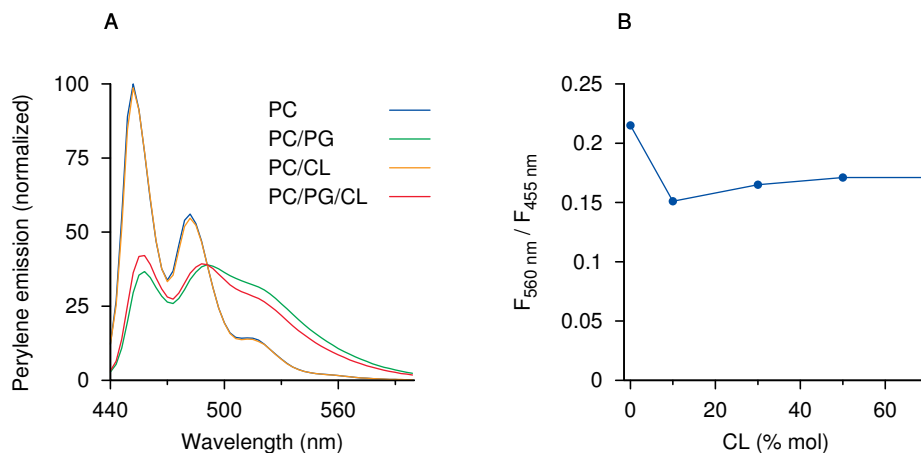 A
Perylene emission (normalized)
100
75
50
25
0
440
500
560
Wavelength (nm)
PC
PC/PG
PC/CL
PC/PG/CL
B
F560 nm / F455 nm
0.25
0.2
0.15
0.1
0.05
0
0
20
40
60
CL (% mol)